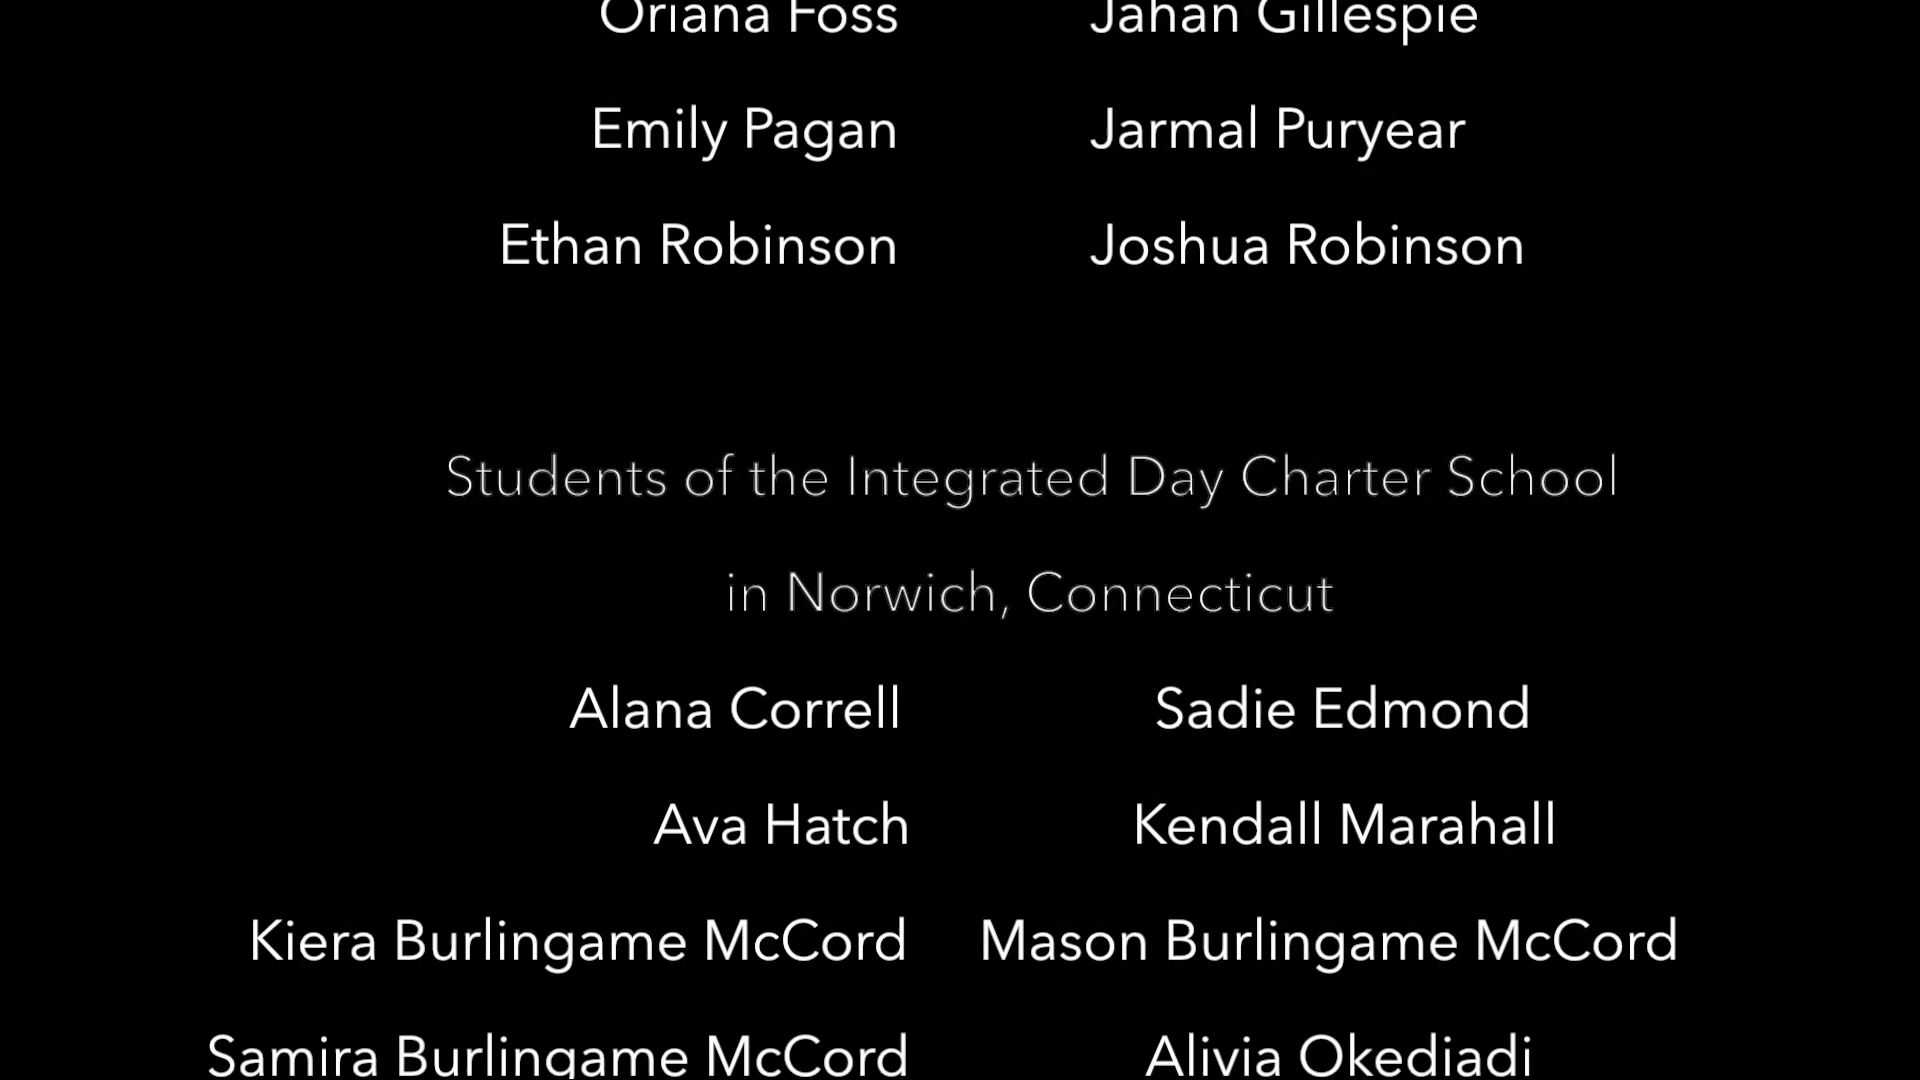 Oriana Foss Jahan Gillespie
Emily Pagan Jarmal Puryear
Ethan Robinson Joshua Robinson
Students of the Integrated Day Charter School
in Norwich, Connecticut
Alana Correll Sadie Edmond
Ava Hatch Kendall Marahall
Kiera Burlingame McCord Mason Burlingame McCord
Samira Burlingame McCord Alivia Okediadi